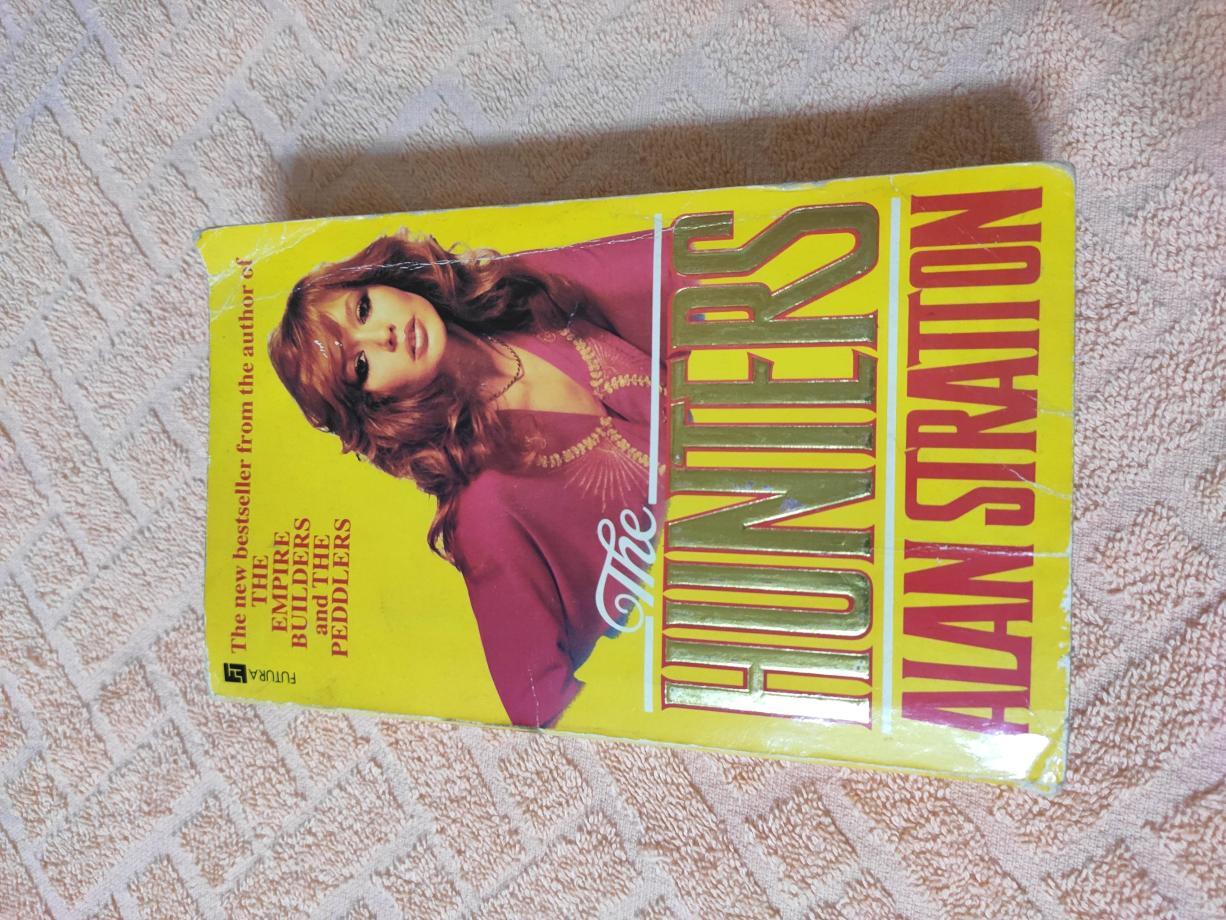 FUTURA
The new bestseller from the author of
THE
EMPIRE
BUILDERS
and THE
PEDDLERS
The
HUNTERS
ALAN STRATTON